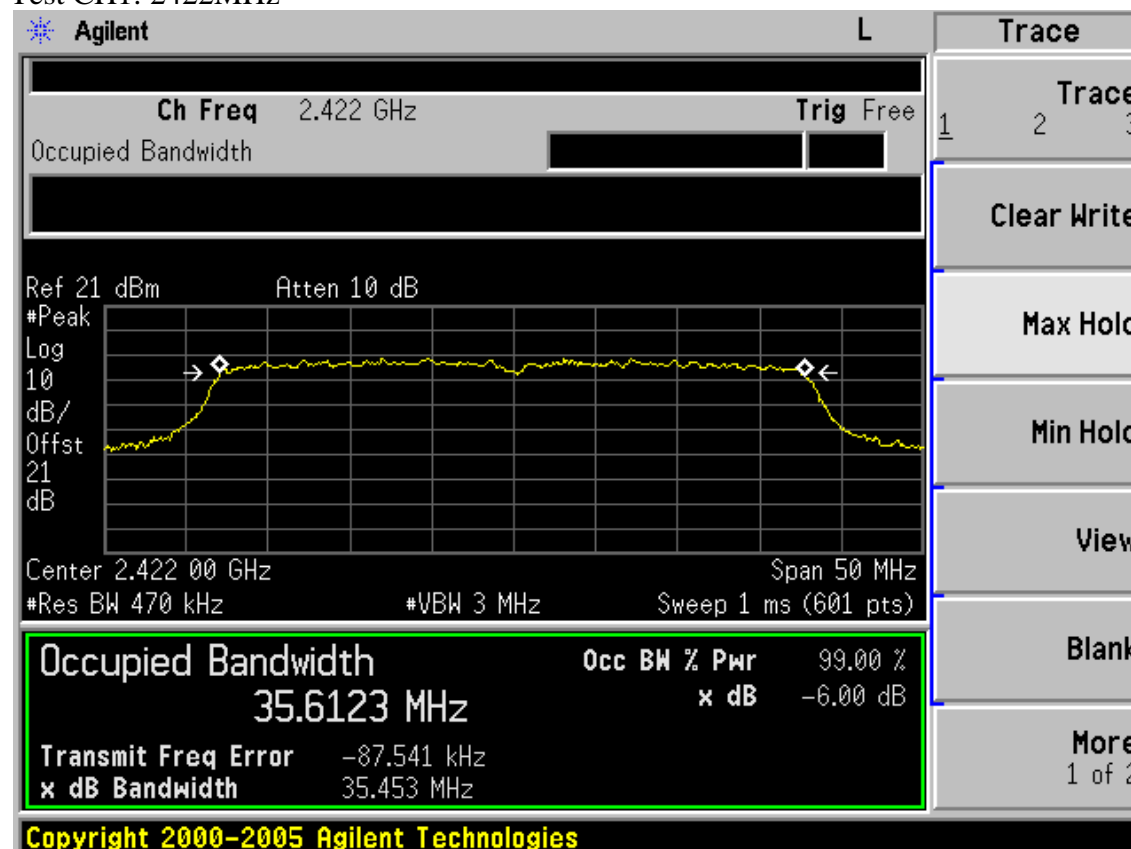 Test CH1: 2422MHz
Agilent L Trace
Ch Freq 2.422 GHz Trig Free
Occupied Bandwidth
Trace
1 2 3
Clear Write
Max Hold
Min Hold
View
Blank
More
1 of 2
Ref 21 dBm Atten 10 dB
#Peak
Log
10
dB/
Offst
21
dB
Center 2.422 00 GHz Span 50 MHz
#Res BW 470 kHz #VBW 3 MHz Sweep 1 ms (601 pts)
Occupied Bandwidth
35.6123 MHz
Occ BW % Pwr 99.00 %
x dB -6.00 dB
Transmit Freq Error -87.541 kHz
x dB Bandwidth 35.453 MHz
Copyright 2000-2005 Agilent Technologies